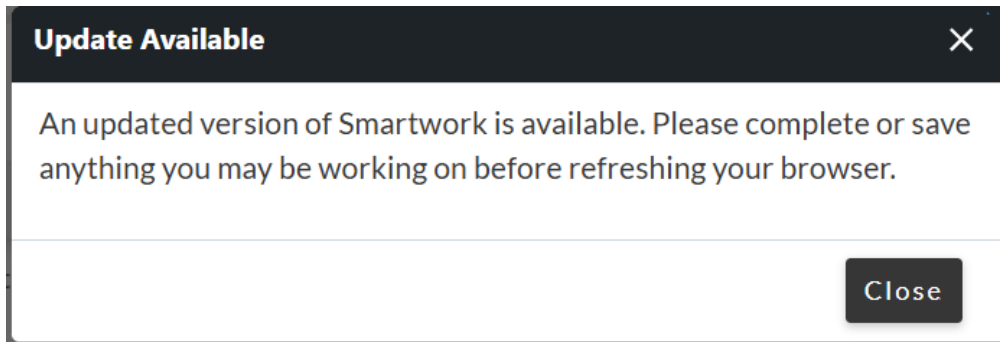 Update Available
An updated version of Smartwork is available. Please complete or save
anything you may be working on before refreshing your browser.
Close